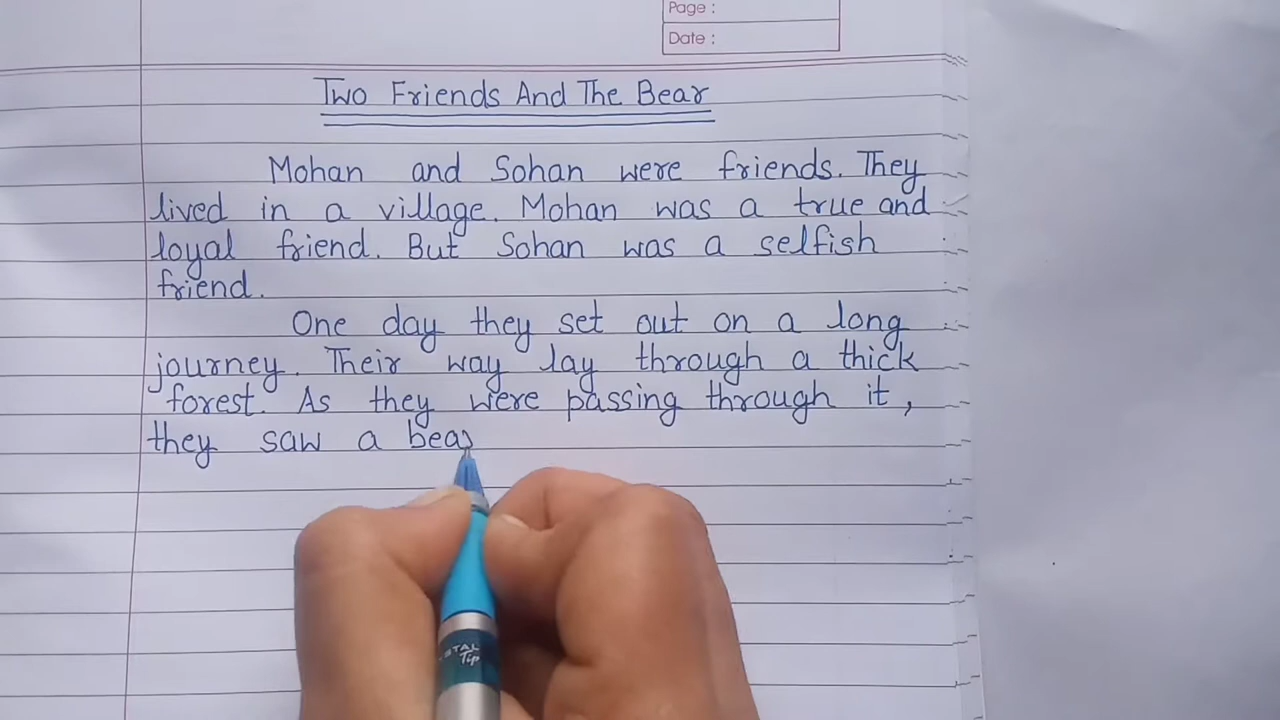 Page :
Date :
Two Friends And The Bear
Mohan and Sohan were friends. They
lived in a village. Mohan was a true and
loyal friend. But Sohan was a selfish
friend.
One day they set out on a long
journey. Their way lay through a thick
forest. As they were passing through it,
they saw a bear
Tip